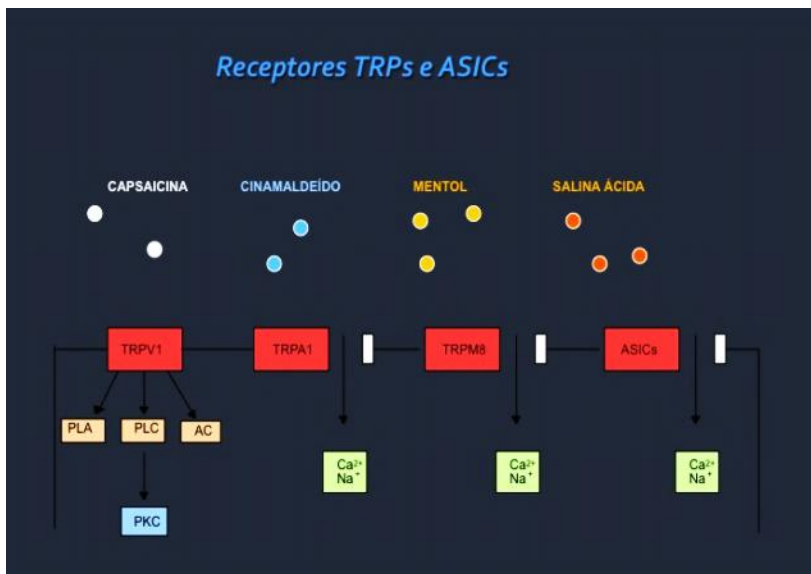 Receptores TRPs e ASICs
CAPSAICINA
CINAMALDEÍDO
MENTOL
SALINA ÁCIDA
TRPV1
TRPA1
TRPM8
ASICs
PLA
PLC
AC
Ca²⁺
Na⁺
Ca²⁺
Na⁺
Ca²⁺
Na⁺
PKC